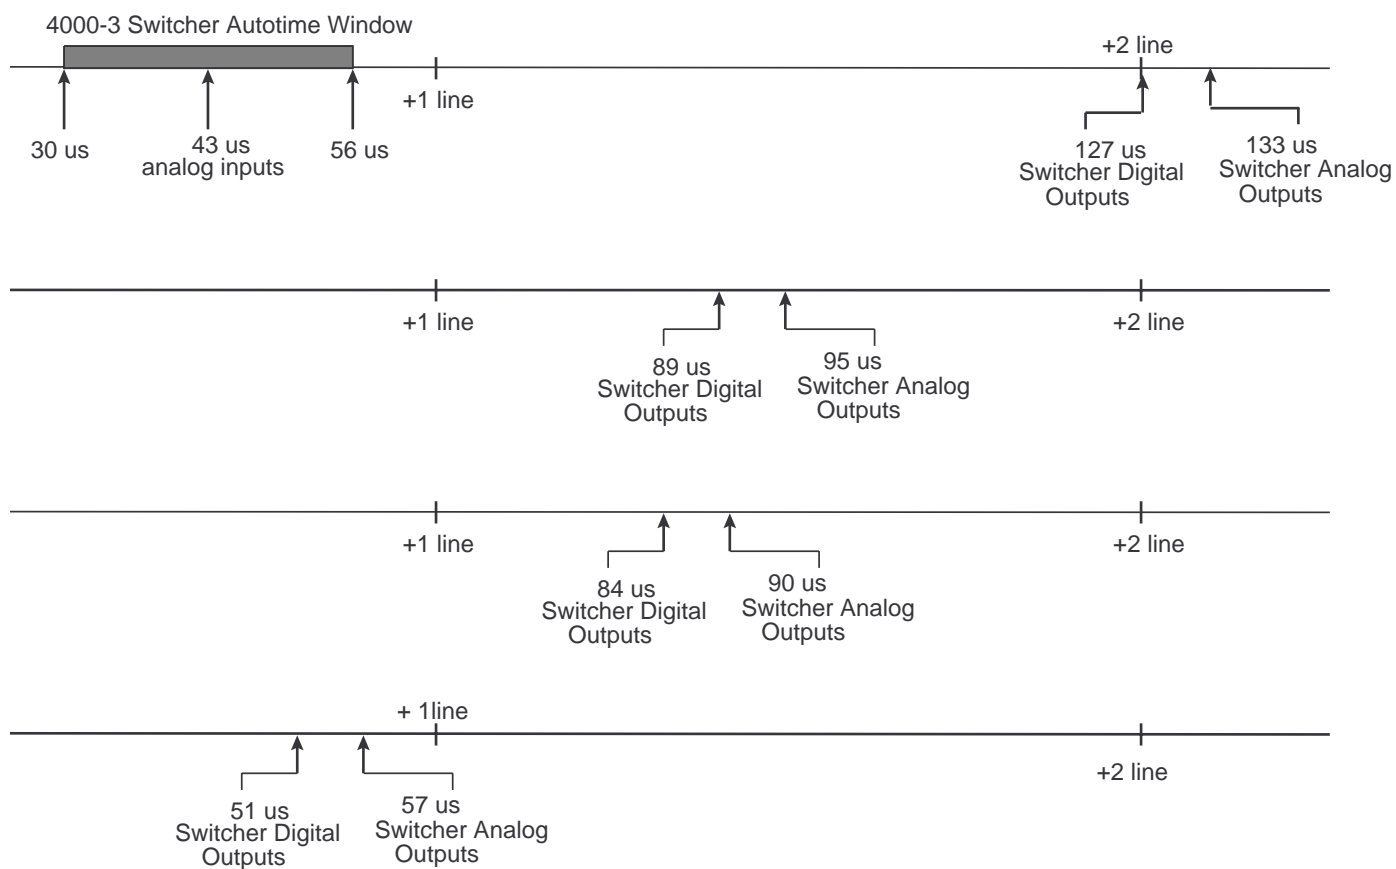 4000-3 Switcher Autotime Window
+2 line
+1 line
30 us
43 us
analog inputs
56 us
127 us
Switcher Digital
Outputs
133 us
Switcher Analog
Outputs
+1 line
+2 line
89 us
Switcher Digital
Outputs
95 us
Switcher Analog
Outputs
+1 line
+2 line
84 us
Switcher Digital
Outputs
90 us
Switcher Analog
Outputs
+ 1line
+2 line
51 us
Switcher Digital
Outputs
57 us
Switcher Analog
Outputs